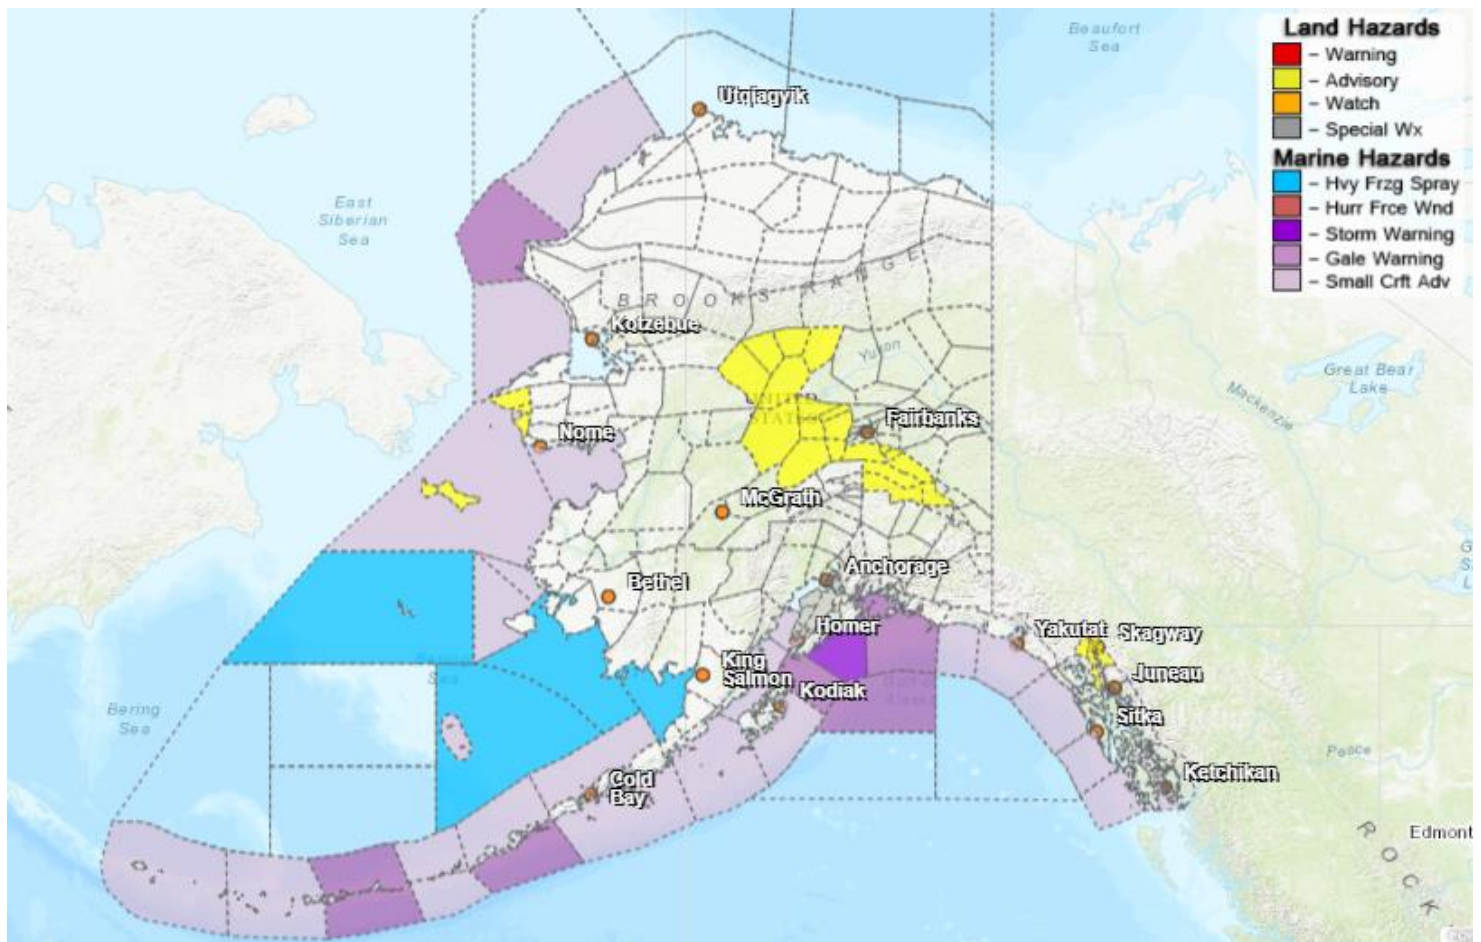 Beaufort
Sea
Land Hazards
– Warning
– Advisory
– Watch
– Special Wx
Marine Hazards
– Hvy Frzg Spray
– Hurr Frce Wnd
– Storm Warning
– Gale Warning
– Small Crft Adv
Utqiagvik
East
Siberian
Sea
BROOKS RANGE
Kotzebue
Yukon
Great Bear
Lake
Mackenzie
UNITED
STATES
Fairbanks
Nome
McGrath
Anchorage
Bethel
Homer
Yakutat
Skagway
King
Salmon
Juneau
Kodiak
Bering
Sea
Sitka
Peace
Ketchikan
Cold
Bay
Edmont
ROCK